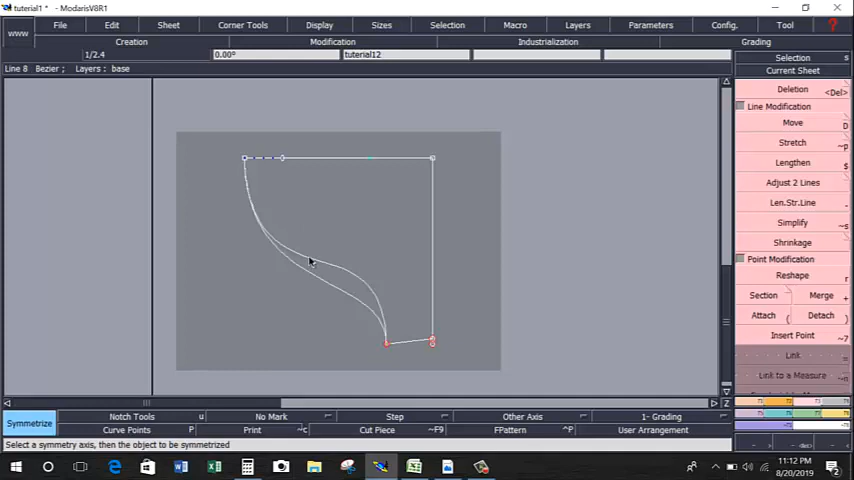 tuterial1 * - ModarisV8R1
www File Edit Sheet Corner Tools Display Sizes Selection Macro Layers Parameters Config. Tool ?
Creation Modification Industrialization Grading
1/2.4 0.00° tuterial12
Line 8 Bezier ; Layers : base
Selection s
Current Sheet
Deletion <Del>
Line Modification
Move D
Stretch ~p
Lengthen $
Adjust 2 Lines
Len.Str.Line -
Simplify ~s
Shrinkage
Point Modification
Reshape r
Section Merge +
Attach ( Detach )
Insert Point ~7
Link =
Link to a Measure ~n
Z
Symmetrize
Notch Tools u No Mark Step Other Axis 1- Grading
Curve Points P Print ~c Cut Piece ~F9 FPattern ^P User Arrangement
Select a symmetry axis, then the object to be symmetrized
11:12 PM
8/20/2019